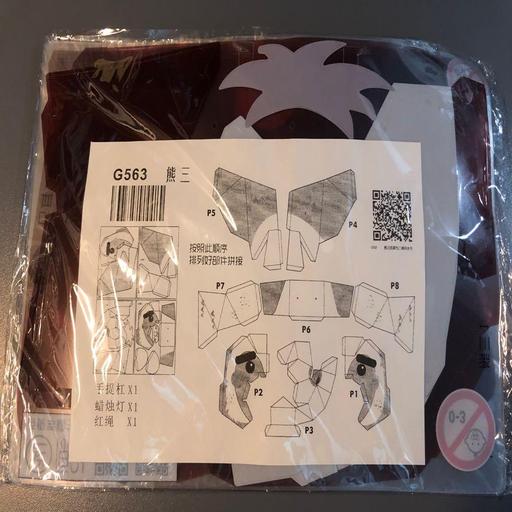 G563 熊三
P5
P4
按照此顺序
排列好部件拼接
P7
P8
P6
P2
P1
P3
手提杠 X1
蜡烛灯 X1
红绳 X1
0-3